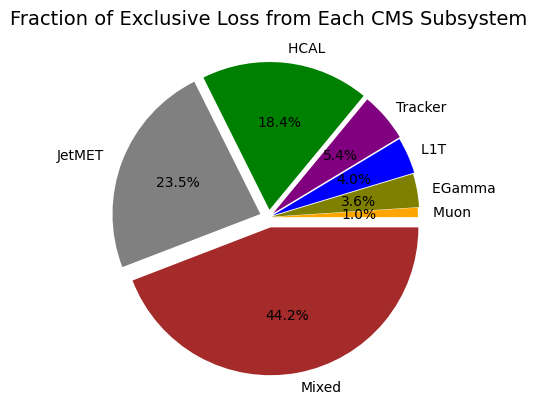 Fraction of Exclusive Loss from Each CMS Subsystem
HCAL
Tracker
L1T
EGamma
Muon
JetMET
Mixed
18.4%
5.4%
4.0%
3.6%
1.0%
23.5%
44.2%